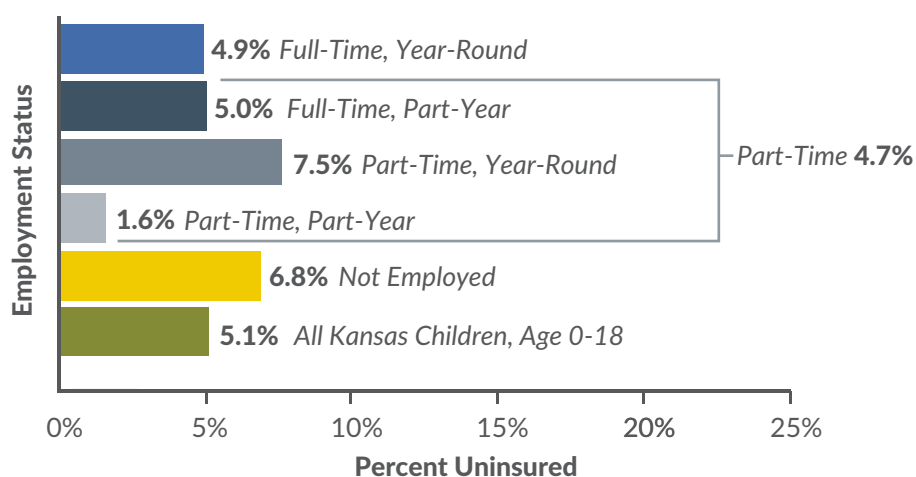 Employment Status
4.9% Full-Time, Year-Round
5.0% Full-Time, Part-Year
7.5% Part-Time, Year-Round
Part-Time 4.7%
1.6% Part-Time, Part-Year
6.8% Not Employed
5.1% All Kansas Children, Age 0-18
0% 5% 10% 15% 20% 25%
Percent Uninsured